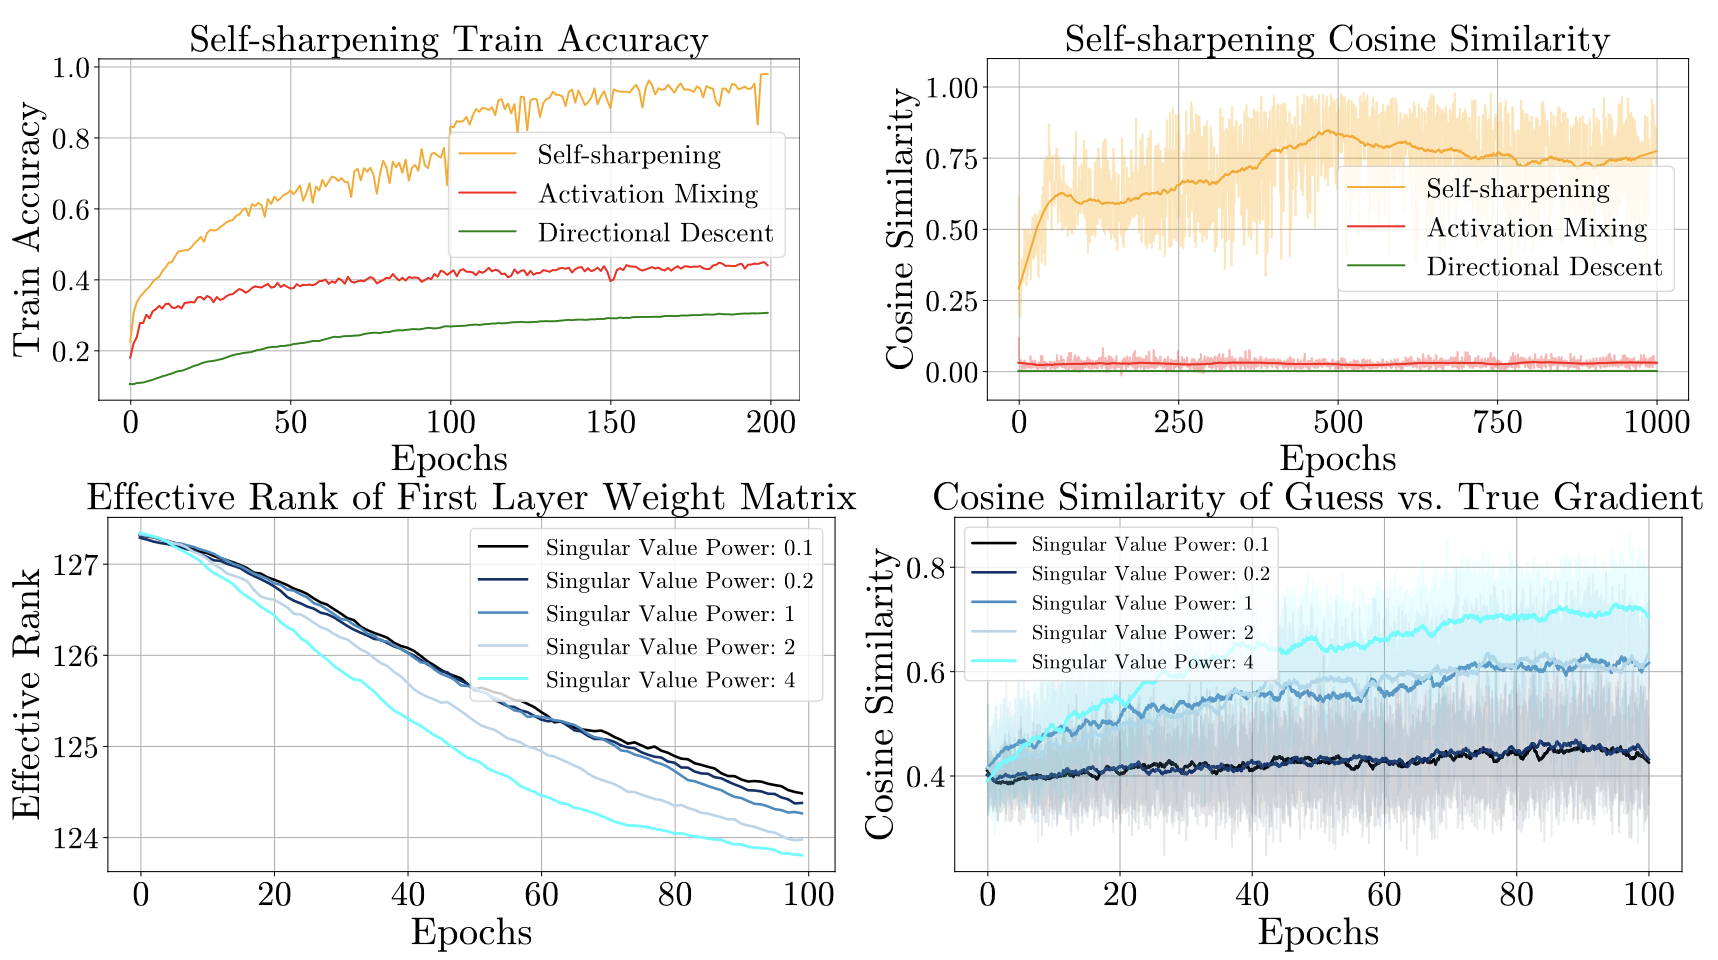 Self-sharpening Train Accuracy
Train Accuracy
1.0
0.8
0.6
0.4
0.2
Self-sharpening
Activation Mixing
Directional Descent
0 50 100 150 200
Epochs
Self-sharpening Cosine Similarity
Cosine Similarity
1.00
0.75
0.50
0.25
0.00
Self-sharpening
Activation Mixing
Directional Descent
0 250 500 750 1000
Epochs
Effective Rank of First Layer Weight Matrix
Effective Rank
127
126
125
124
Singular Value Power: 0.1
Singular Value Power: 0.2
Singular Value Power: 1
Singular Value Power: 2
Singular Value Power: 4
0 20 40 60 80 100
Epochs
Cosine Similarity of Guess vs. True Gradient
Cosine Similarity
0.8
0.6
0.4
Singular Value Power: 0.1
Singular Value Power: 0.2
Singular Value Power: 1
Singular Value Power: 2
Singular Value Power: 4
0 20 40 60 80 100
Epochs